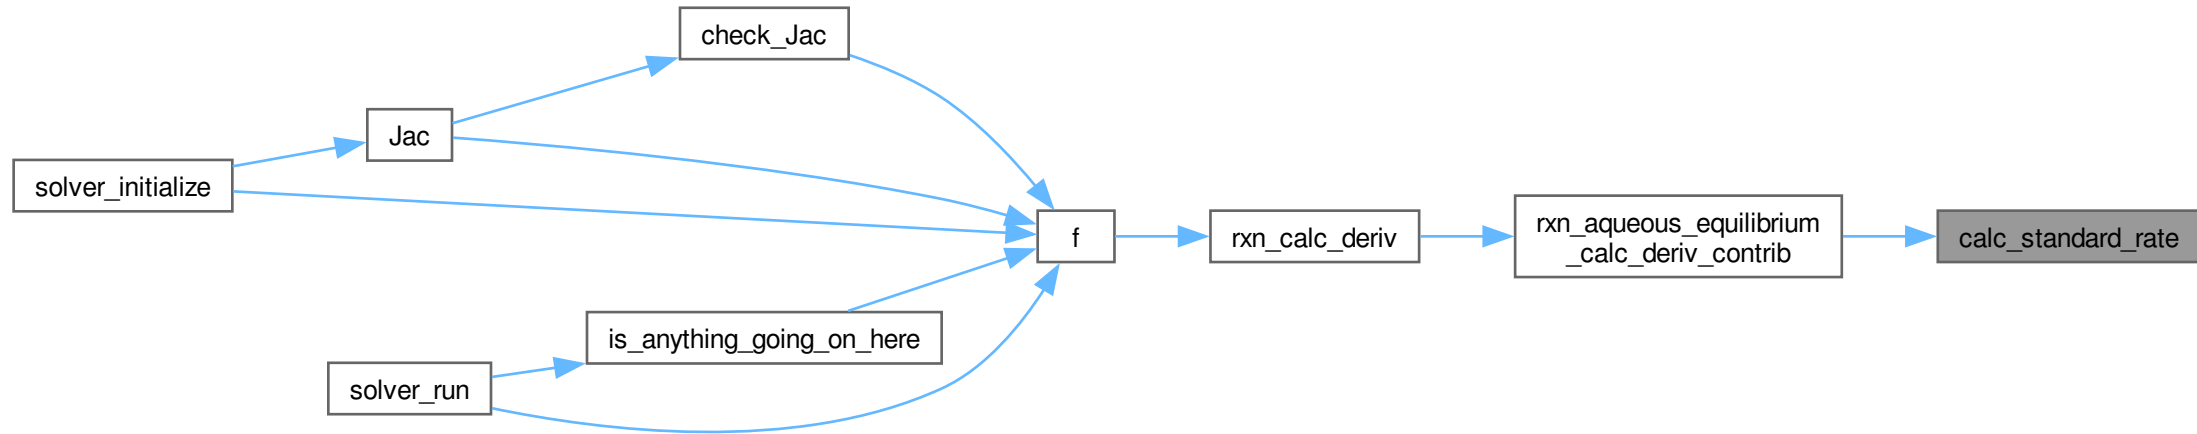 check_Jac
Jac
solver_initialize
f
rxn_calc_deriv
rxn_aqueous_equilibrium
_calc_deriv_contrib
calc_standard_rate
is_anything_going_on_here
solver_run